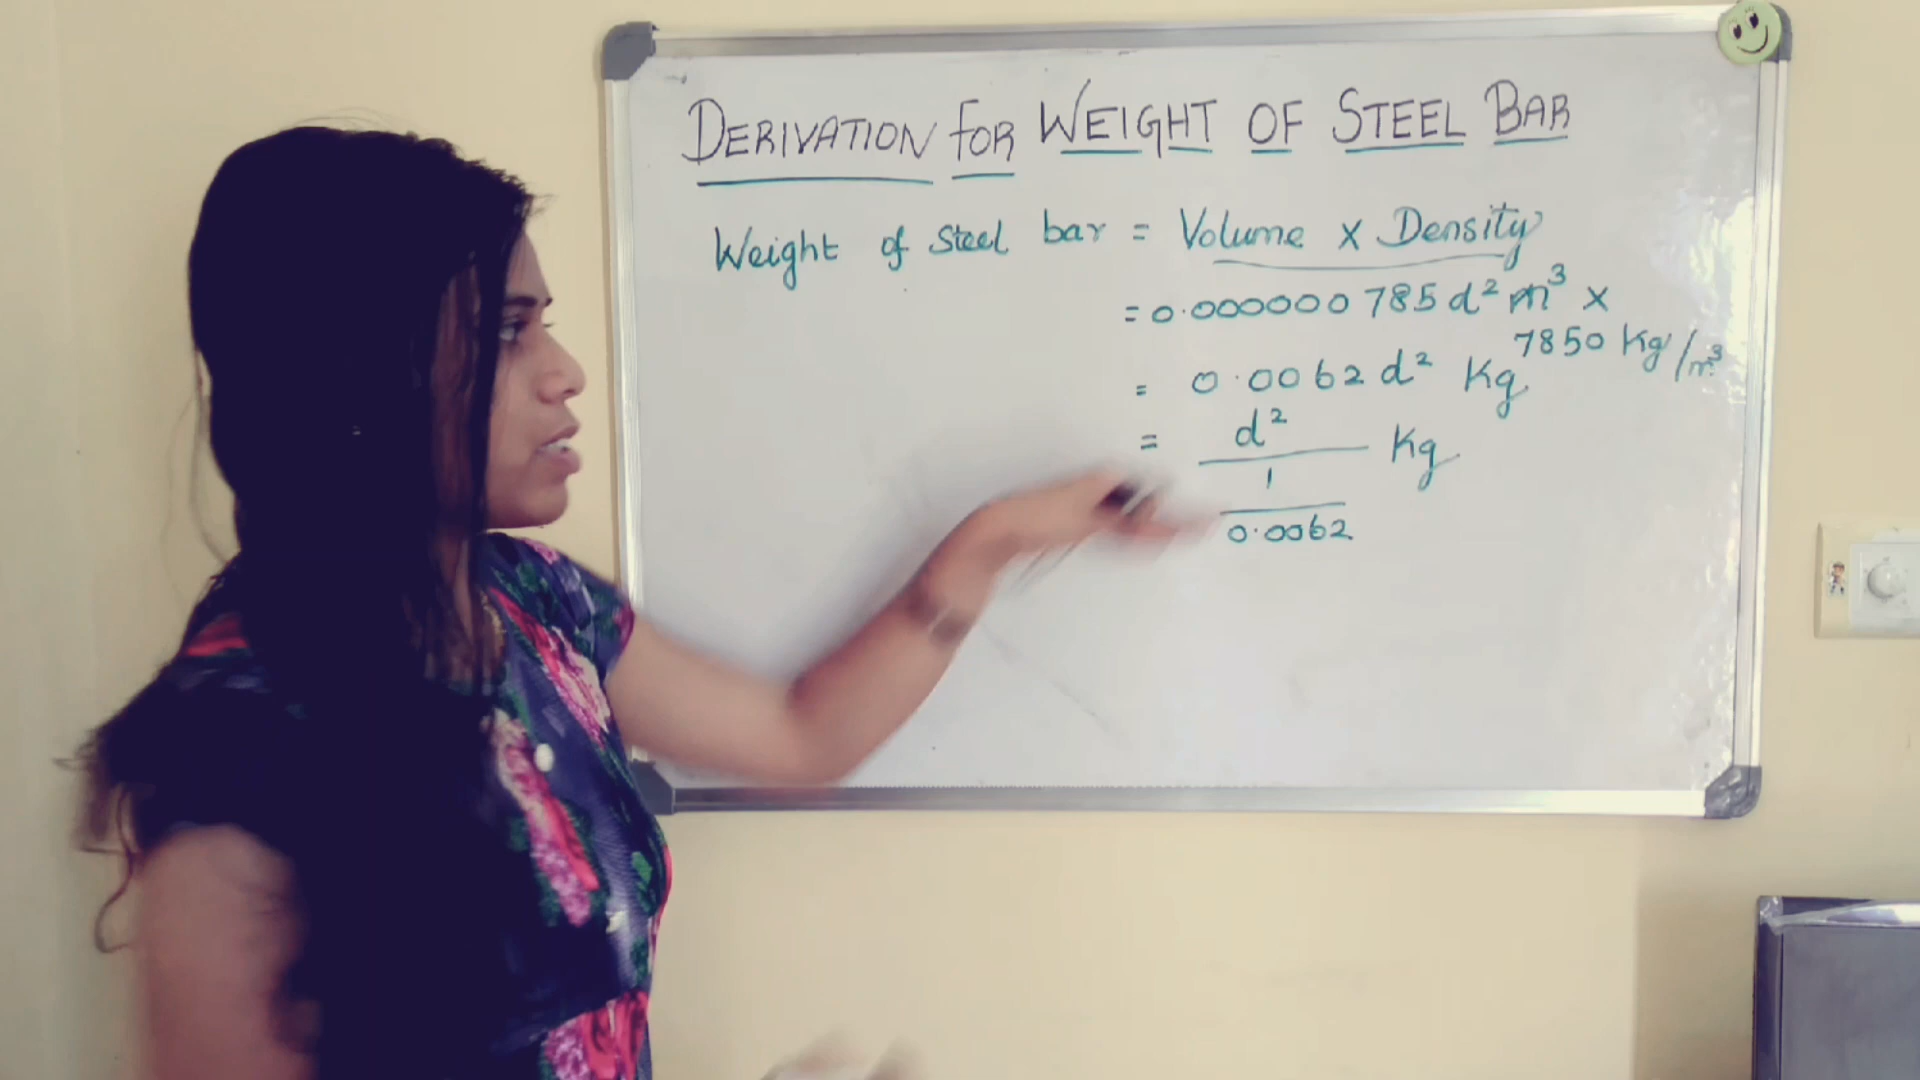 DERIVATION FOR WEIGHT OF STEEL BAR
Weight of Steel bar = Volume X Density
= 0.000000785 d² m³ x
7850 Kg/m³
= 0.0062 d² Kg
= d² Kg
1
0.0062